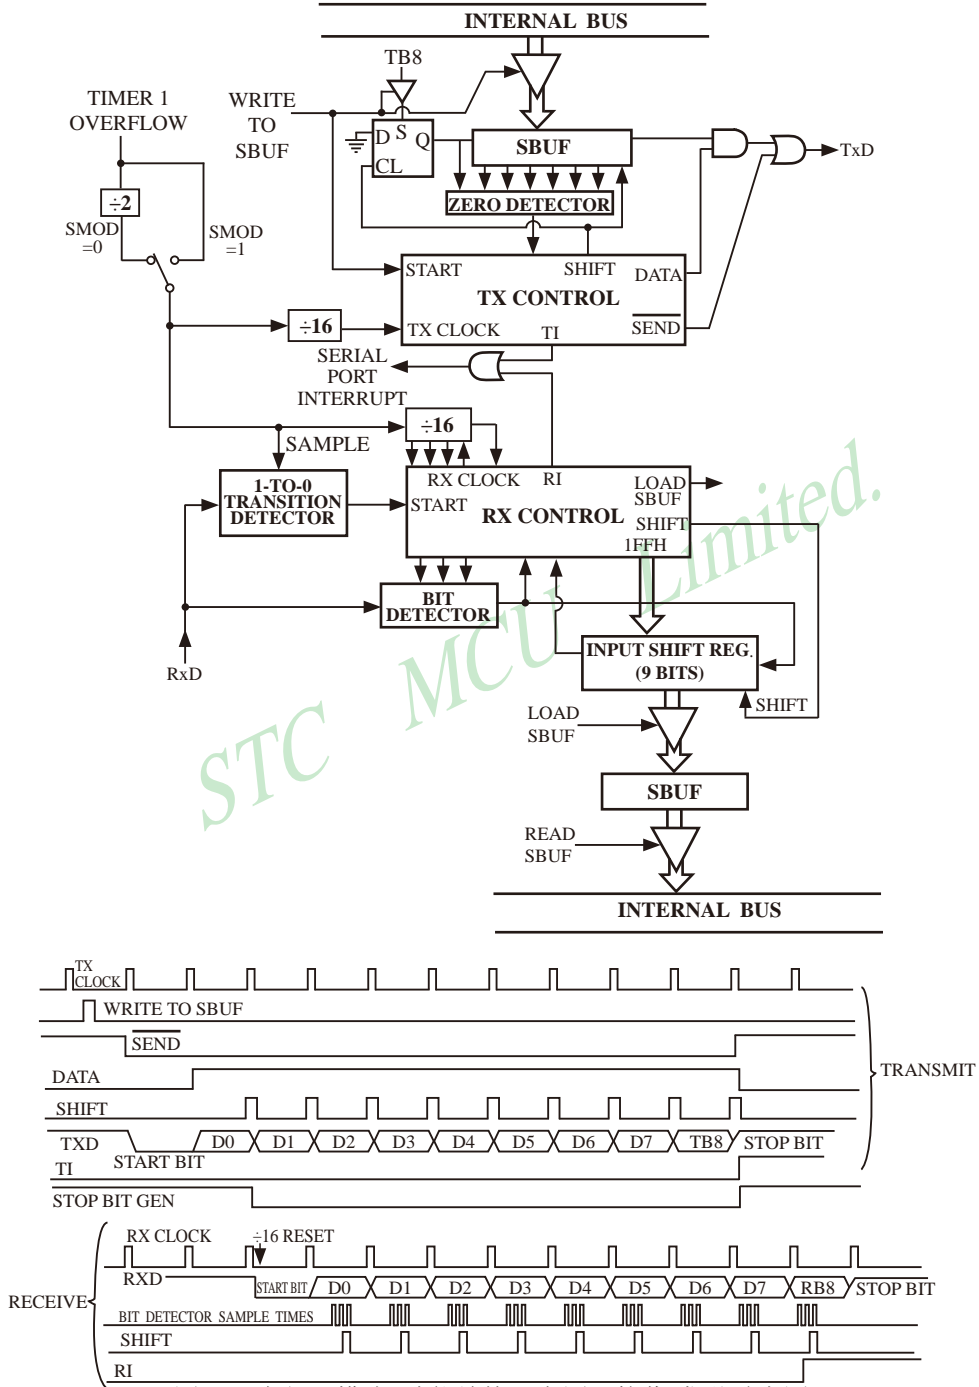 INTERNAL BUS
TB8
TIMER 1
OVERFLOW
WRITE
TO
SBUF
D S Q
CL
SBUF
TxD
÷2
ZERO DETECTOR
SMOD
=0
SMOD
=1
START
SHIFT
DATA
TX CONTROL
÷16
TX CLOCK
TI
SEND
SERIAL
PORT
INTERRUPT
÷16
SAMPLE
1-TO-0
TRANSITION
DETECTOR
RX CLOCK
RI
LOAD
SBUF
START
RX CONTROL
SHIFT
1FFH
BIT
DETECTOR
RxD
INPUT SHIFT REG.
(9 BITS)
SHIFT
LOAD
SBUF
SBUF
READ
SBUF
INTERNAL BUS
STC MCU Limited.
TX
CLOCK
WRITE TO SBUF
SEND
DATA
TRANSMIT
SHIFT
TXD
START BIT
D0 D1 D2 D3 D4 D5 D6 D7 TB8 STOP BIT
TI
STOP BIT GEN
RX CLOCK
÷16 RESET
RXD
START BIT D0 D1 D2 D3 D4 D5 D6 D7 RB8 STOP BIT
RECEIVE
BIT DETECTOR SAMPLE TIMES
SHIFT
RI